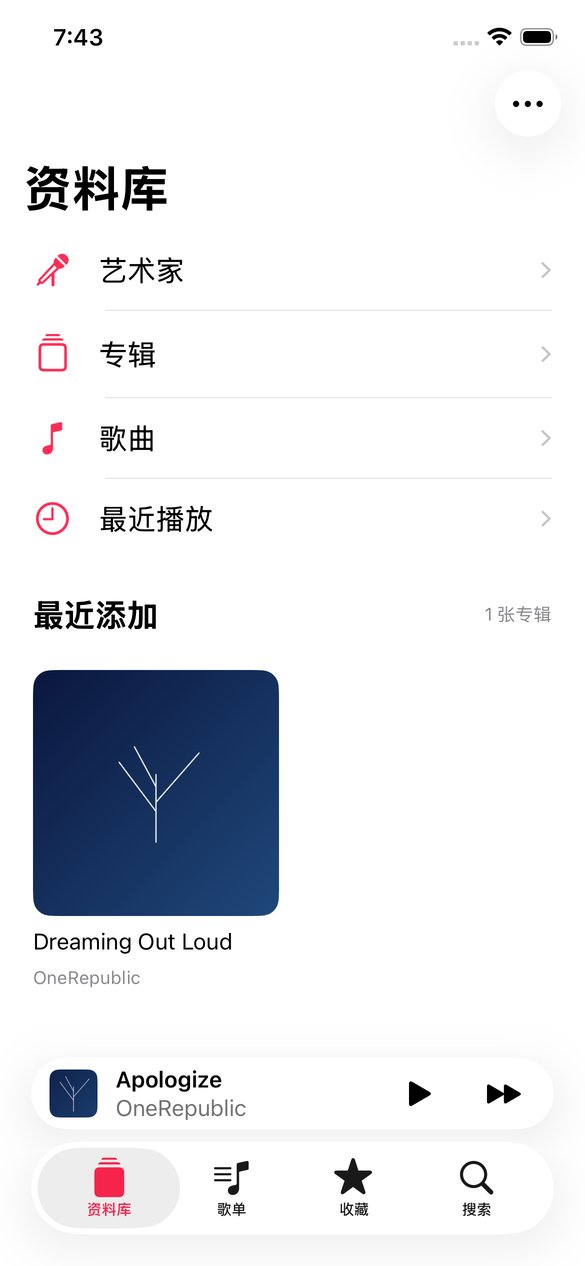 7:43
资料库
艺术家
专辑
歌曲
最近播放
最近添加
1 张专辑
Dreaming Out Loud
OneRepublic
Apologize
OneRepublic
资料库
歌单
收藏
搜索